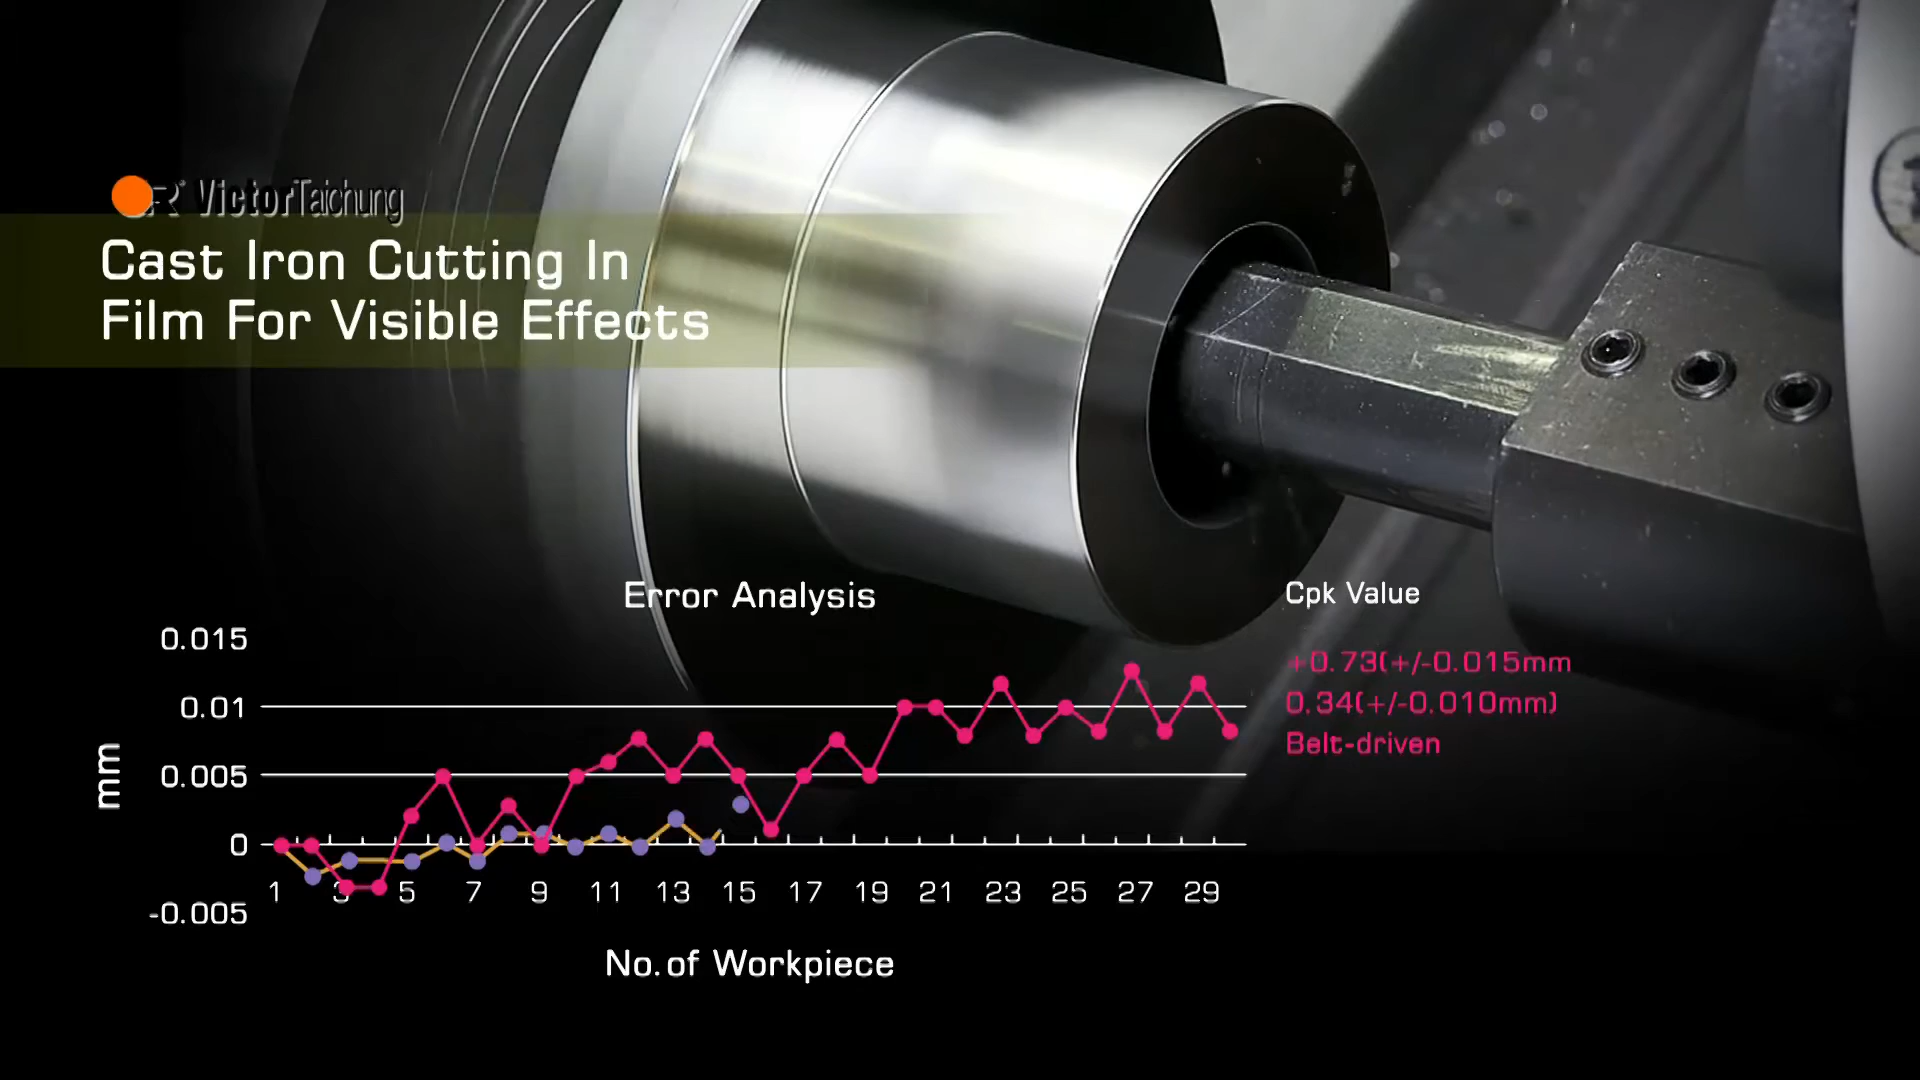 VictorTaichung
Cast Iron Cutting In
Film For Visible Effects
Error Analysis
Cpk Value
0.015
0.01
0.005
0
-0.005
mm
+0.73(+/-0.015mm
0.34(+/-0.010mm)
Belt-driven
1 3 5 7 9 11 13 15 17 19 21 23 25 27 29
No.of Workpiece